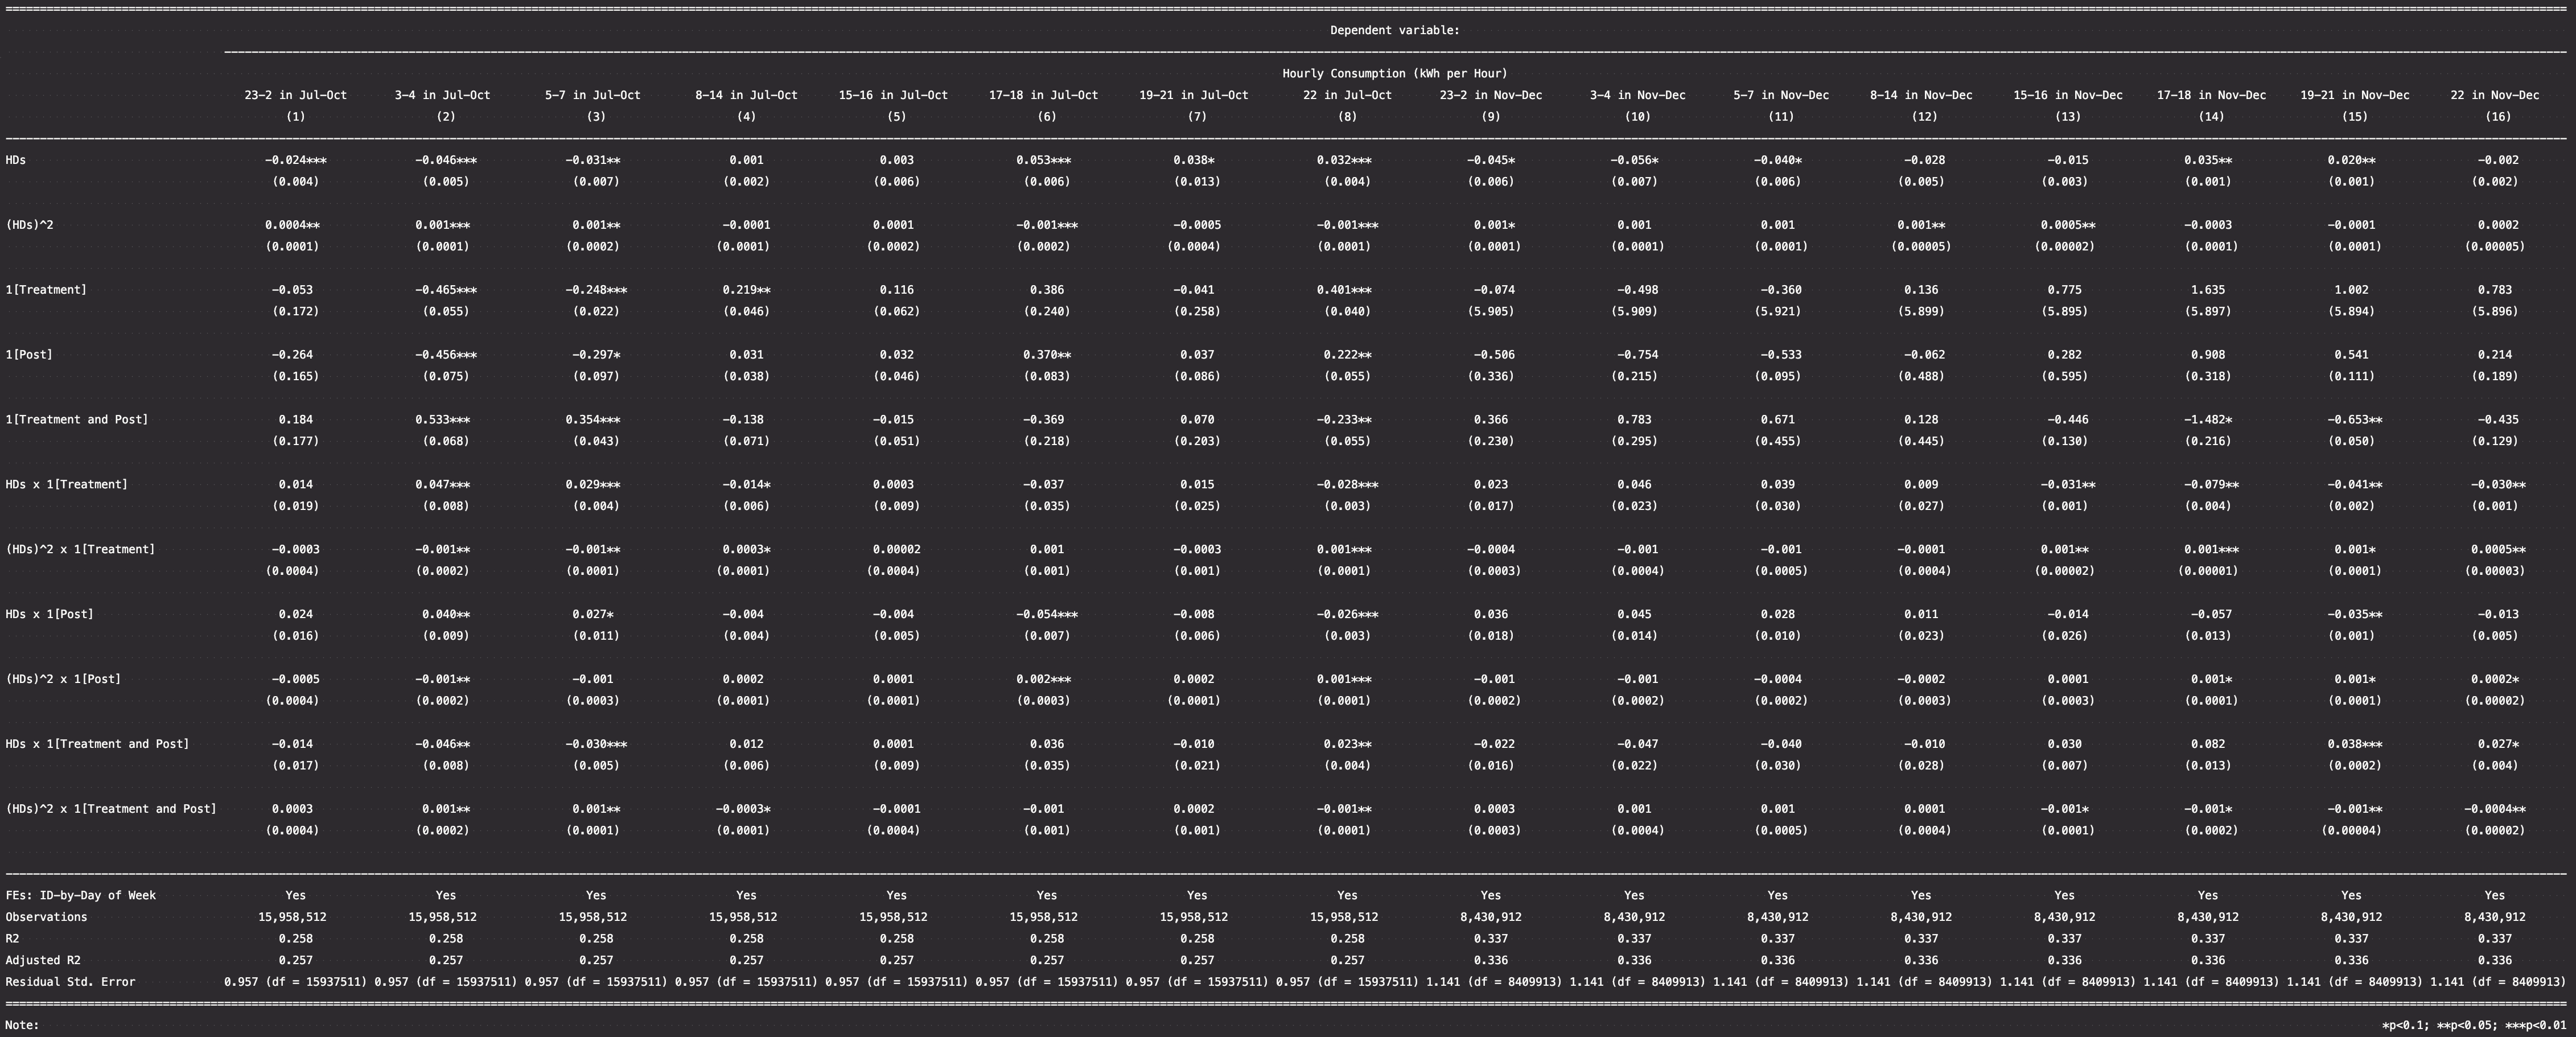 Dependent variable:
Hourly Consumption (kWh per Hour)
23-2 in Jul-Oct 3-4 in Jul-Oct 5-7 in Jul-Oct 8-14 in Jul-Oct 15-16 in Jul-Oct 17-18 in Jul-Oct 19-21 in Jul-Oct 22 in Jul-Oct 23-2 in Nov-Dec 3-4 in Nov-Dec 5-7 in Nov-Dec 8-14 in Nov-Dec 15-16 in Nov-Dec 17-18 in Nov-Dec 19-21 in Nov-Dec 22 in Nov-Dec
(1) (2) (3) (4) (5) (6) (7) (8) (9) (10) (11) (12) (13) (14) (15) (16)
HDs -0.024*** -0.046*** -0.031** 0.001 0.003 0.053*** 0.038* 0.032*** -0.045* -0.056* -0.040* -0.028 -0.015 0.035** 0.020** -0.002
(0.004) (0.005) (0.007) (0.002) (0.006) (0.006) (0.013) (0.004) (0.006) (0.007) (0.006) (0.005) (0.003) (0.001) (0.001) (0.002)
(HDs)^2 0.0004** 0.001*** 0.001** -0.0001 0.0001 -0.001*** -0.0005 -0.001*** 0.001* 0.001 0.001 0.001** 0.0005** -0.0003 -0.0001 0.0002
(0.0001) (0.0001) (0.0002) (0.0001) (0.0002) (0.0002) (0.0004) (0.0001) (0.0001) (0.0001) (0.0001) (0.00005) (0.00002) (0.0001) (0.0001) (0.00005)
1[Treatment] -0.053 -0.465*** -0.248*** 0.219** 0.116 0.386 -0.041 0.401*** -0.074 -0.498 -0.360 0.136 0.775 1.635 1.002 0.783
(0.172) (0.055) (0.022) (0.046) (0.062) (0.240) (0.258) (0.040) (5.905) (5.909) (5.921) (5.899) (5.895) (5.897) (5.894) (5.896)
1[Post] -0.264 -0.456*** -0.297* 0.031 0.032 0.370** 0.037 0.222** -0.506 -0.754 -0.533 -0.062 0.282 0.908 0.541 0.214
(0.165) (0.075) (0.097) (0.038) (0.046) (0.083) (0.086) (0.055) (0.336) (0.215) (0.095) (0.488) (0.595) (0.318) (0.111) (0.189)
1[Treatment and Post] 0.184 0.533*** 0.354*** -0.138 -0.015 -0.369 0.070 -0.233** 0.366 0.783 0.671 0.128 -0.446 -1.482* -0.653** -0.435
(0.177) (0.068) (0.043) (0.071) (0.051) (0.218) (0.203) (0.055) (0.230) (0.295) (0.455) (0.445) (0.130) (0.216) (0.050) (0.129)
HDs x 1[Treatment] 0.014 0.047*** 0.029*** -0.014* 0.0003 -0.037 0.015 -0.028*** 0.023 0.046 0.039 0.009 -0.031** -0.079** -0.041** -0.030**
(0.019) (0.008) (0.004) (0.006) (0.009) (0.035) (0.025) (0.003) (0.017) (0.023) (0.030) (0.027) (0.001) (0.004) (0.002) (0.001)
(HDs)^2 x 1[Treatment] -0.0003 -0.001** -0.001** 0.0003* 0.00002 0.001 -0.0003 0.001*** -0.0004 -0.001 -0.001 -0.0001 0.001** 0.001*** 0.001* 0.0005**
(0.0004) (0.0002) (0.0001) (0.0001) (0.0004) (0.001) (0.001) (0.0001) (0.0003) (0.0004) (0.0005) (0.0004) (0.00002) (0.00001) (0.0001) (0.00003)
HDs x 1[Post] 0.024 0.040** 0.027* -0.004 -0.004 -0.054*** -0.008 -0.026*** 0.036 0.045 0.028 0.011 -0.014 -0.057 -0.035** -0.013
(0.016) (0.009) (0.011) (0.004) (0.005) (0.007) (0.006) (0.003) (0.018) (0.014) (0.010) (0.023) (0.026) (0.013) (0.001) (0.005)
(HDs)^2 x 1[Post] -0.0005 -0.001** -0.001 0.0002 0.0001 0.002*** 0.0002 0.001*** -0.001 -0.001 -0.0004 -0.0002 0.0001 0.001* 0.001* 0.0002*
(0.0004) (0.0002) (0.0003) (0.0001) (0.0001) (0.0003) (0.0001) (0.0001) (0.0002) (0.0002) (0.0002) (0.0003) (0.0003) (0.0001) (0.0001) (0.00002)
HDs x 1[Treatment and Post] -0.014 -0.046** -0.030*** 0.012 0.0001 0.036 -0.010 0.023** -0.022 -0.047 -0.040 -0.010 0.030 0.082 0.038*** 0.027*
(0.017) (0.008) (0.005) (0.006) (0.009) (0.035) (0.021) (0.004) (0.016) (0.022) (0.030) (0.028) (0.007) (0.013) (0.0002) (0.004)
(HDs)^2 x 1[Treatment and Post] 0.0003 0.001** 0.001** -0.0003* -0.0001 -0.001 0.0002 -0.001** 0.0003 0.001 0.001 0.0001 -0.001* -0.001* -0.001** -0.0004**
(0.0004) (0.0002) (0.0001) (0.0001) (0.0004) (0.001) (0.001) (0.0001) (0.0003) (0.0004) (0.0005) (0.0004) (0.0001) (0.0002) (0.00004) (0.00002)
FEs: ID-by-Day of Week Yes Yes Yes Yes Yes Yes Yes Yes Yes Yes Yes Yes Yes Yes Yes Yes
Observations 15,958,512 15,958,512 15,958,512 15,958,512 15,958,512 15,958,512 15,958,512 15,958,512 8,430,912 8,430,912 8,430,912 8,430,912 8,430,912 8,430,912 8,430,912 8,430,912
R2 0.258 0.258 0.258 0.258 0.258 0.258 0.258 0.258 0.337 0.337 0.337 0.337 0.337 0.337 0.337 0.337
Adjusted R2 0.257 0.257 0.257 0.257 0.257 0.257 0.257 0.257 0.336 0.336 0.336 0.336 0.336 0.336 0.336 0.336
Residual Std. Error 0.957 (df = 15937511) 0.957 (df = 15937511) 0.957 (df = 15937511) 0.957 (df = 15937511) 0.957 (df = 15937511) 0.957 (df = 15937511) 0.957 (df = 15937511) 0.957 (df = 15937511) 1.141 (df = 8409913) 1.141 (df = 8409913) 1.141 (df = 8409913) 1.141 (df = 8409913) 1.141 (df = 8409913) 1.141 (df = 8409913) 1.141 (df = 8409913) 1.141 (df = 8409913)
Note: *p<0.1; **p<0.05; ***p<0.01